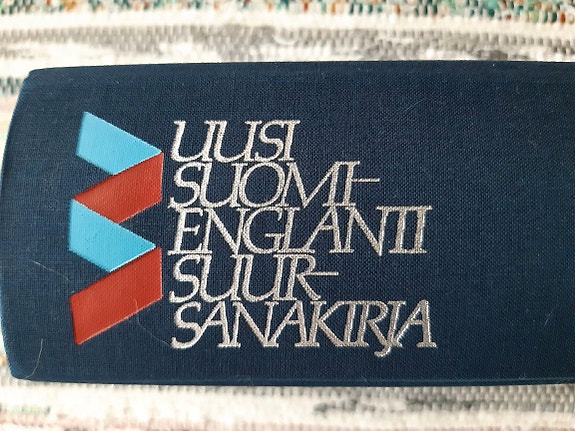 UUSI
SUOMI-
ENGLANTI
SUUR-
SANAKIRJA